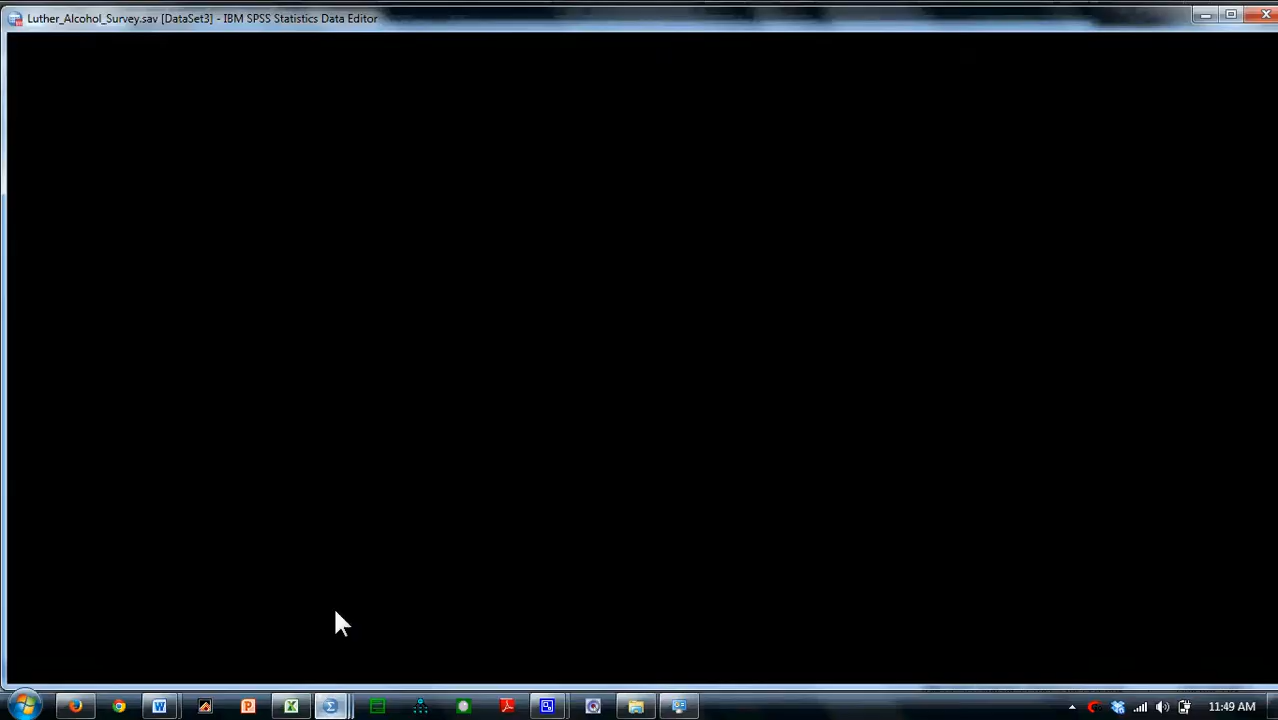 Luther_Alcohol_Survey.sav [DataSet3] - IBM SPSS Statistics Data Editor
11:49 AM